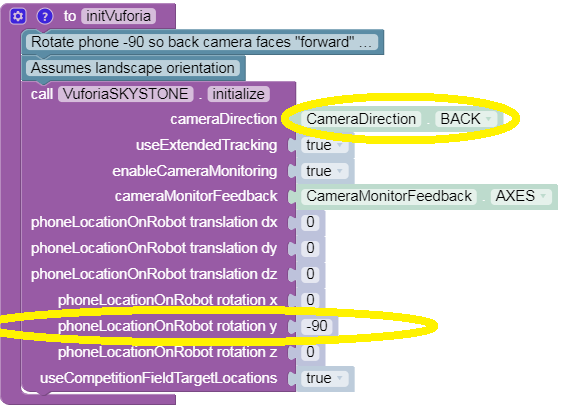 to initVuforia
Rotate phone -90 so back camera faces "forward" ...
Assumes landscape orientation
call VuforiaSKYSTONE . initialize
cameraDirection CameraDirection . BACK
useExtendedTracking true
enableCameraMonitoring true
cameraMonitorFeedback CameraMonitorFeedback . AXES
phoneLocationOnRobot translation dx 0
phoneLocationOnRobot translation dy 0
phoneLocationOnRobot translation dz 0
phoneLocationOnRobot rotation x 0
phoneLocationOnRobot rotation y -90
phoneLocationOnRobot rotation z 0
useCompetitionFieldTargetLocations true